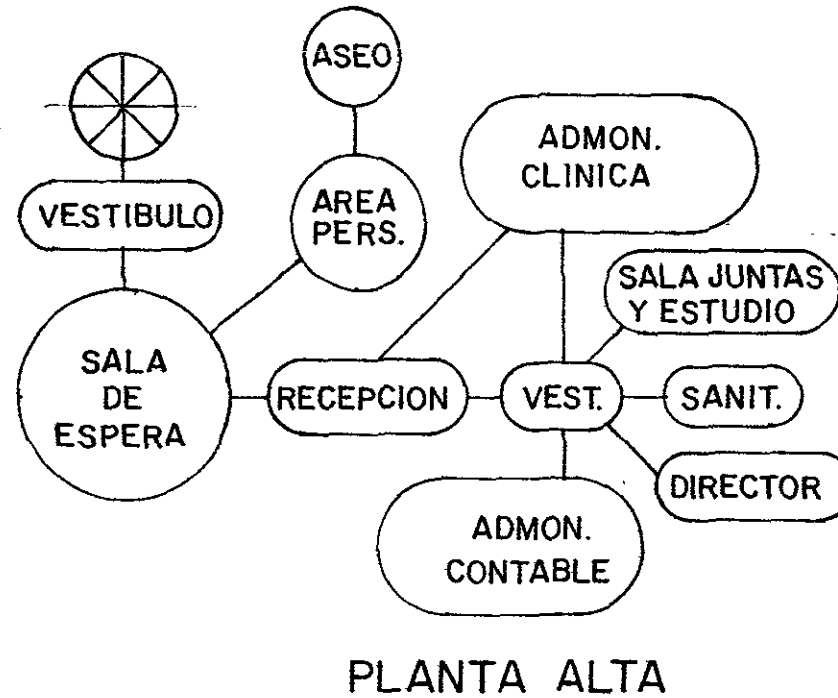 ASEO
ADMON.
CLINICA
VESTIBULO
AREA
PERS.
SALA JUNTAS
Y ESTUDIO
SALA
DE
ESPERA
RECEPCION
VEST.
SANIT.
DIRECTOR
ADMON.
CONTABLE
PLANTA ALTA